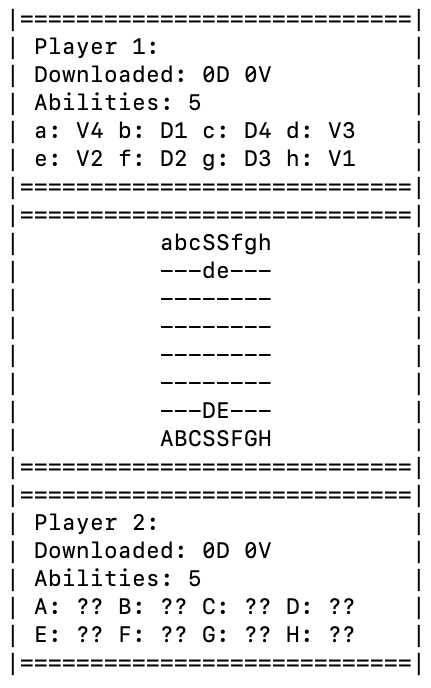 |============================|
| Player 1:                  |
| Downloaded: 0D 0V          |
| Abilities: 5               |
| a: V4 b: D1 c: D4 d: V3    |
| e: V2 f: D2 g: D3 h: V1    |
|============================|
|============================|
|          abcSSfgh          |
|          ---de---          |
|          --------          |
|          --------          |
|          --------          |
|          --------          |
|          ---DE---          |
|          ABCSSFGH          |
|============================|
|============================|
| Player 2:                  |
| Downloaded: 0D 0V          |
| Abilities: 5               |
| A: ?? B: ?? C: ?? D: ??    |
| E: ?? F: ?? G: ?? H: ??    |
|============================|